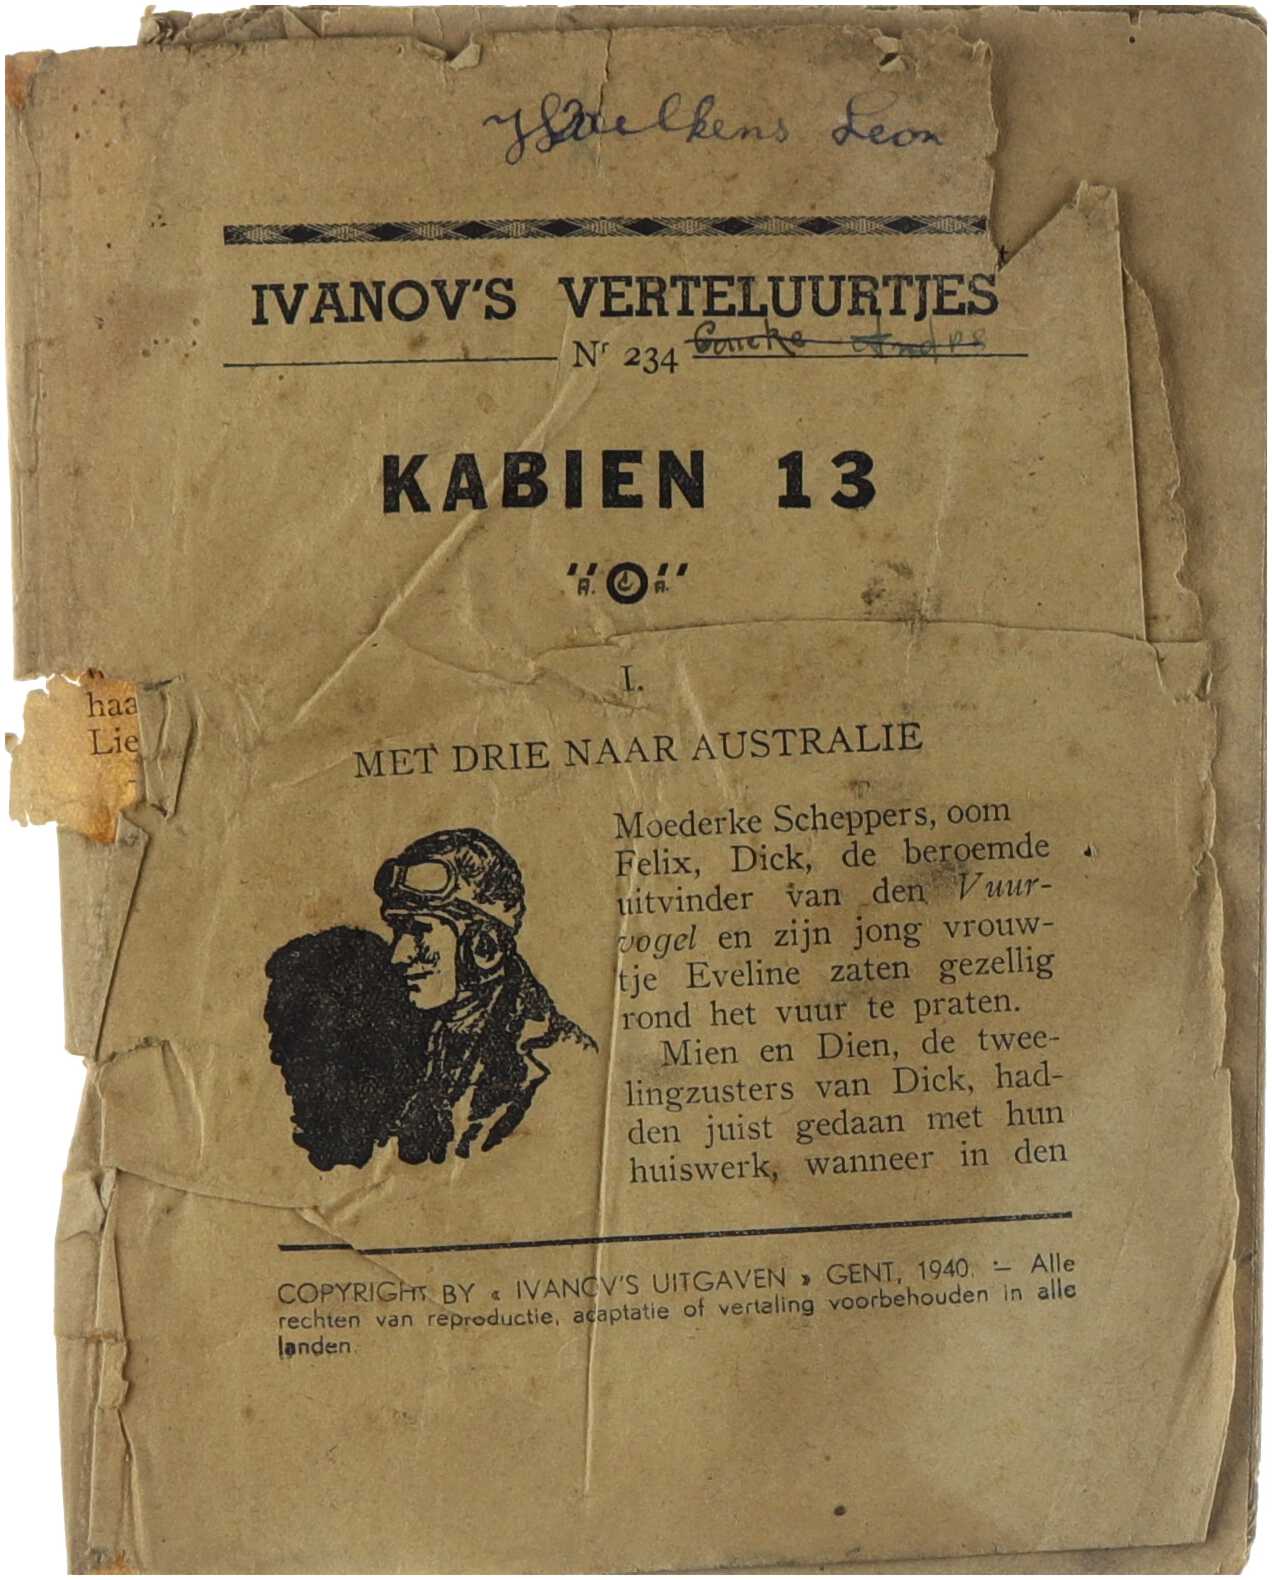 Leon
IVANOV'S VERTELUURTJES
Nr 234
KABIEN 13
I.
MET DRIE NAAR AUSTRALIE
haa
Lie
Moederke Scheppers, oom
Felix, Dick, de beroemde
uitvinder van den Vuur-
vogel en zijn jong vrouw-
tje Eveline zaten gezellig
rond het vuur te praten.
Mien en Dien, de twee-
lingzusters van Dick, had-
den juist gedaan met hun
huiswerk, wanneer in den
COPYRIGHT BY « IVANOV'S UITGAVEN » GENT, 1940. — Alle
rechten van reproductie, adaptatie of vertaling voorbehouden in alle
landen.